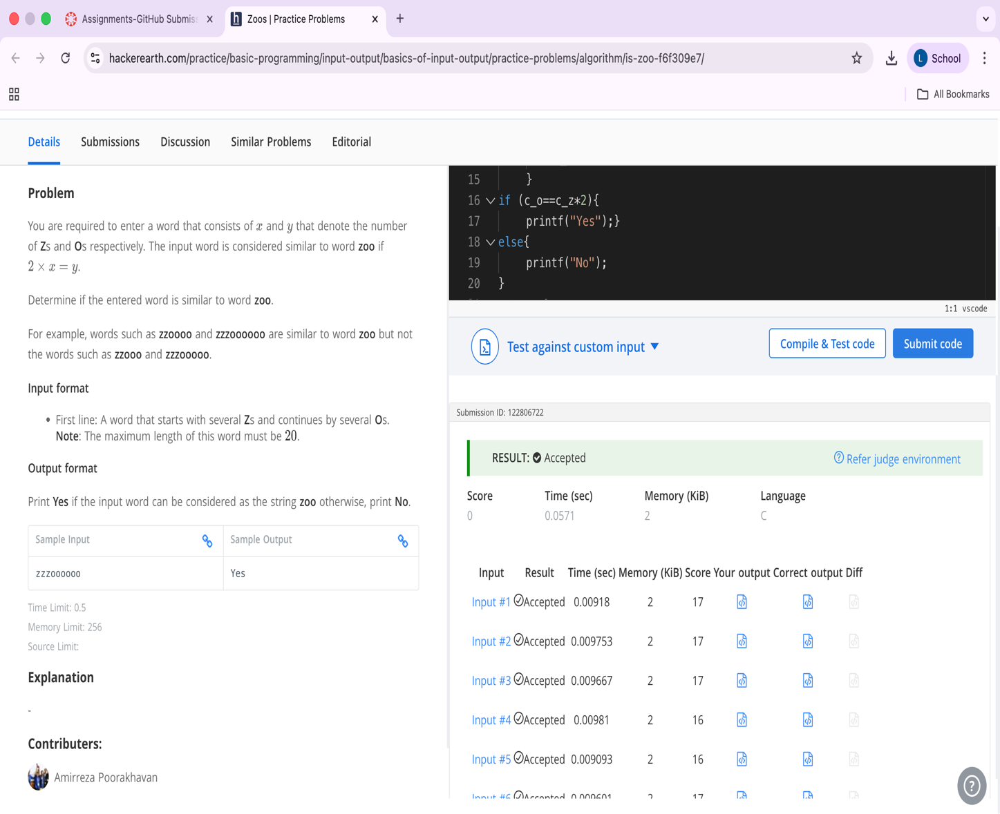 Assignments-GitHub Submiss
Zoos | Practice Problems
hackerearth.com/practice/basic-programming/input-output/basics-of-input-output/practice-problems/algorithm/is-zoo-f6f309e7/
L School
All Bookmarks
Details Submissions Discussion Similar Problems Editorial
Problem
You are required to enter a word that consists of x and y that denote the number
of Zs and Os respectively. The input word is considered similar to word zoo if
2 × x = y.
Determine if the entered word is similar to word zoo.
For example, words such as zzoooo and zzzoooooo are similar to word zoo but not
the words such as zzooo and zzzooooo.
Input format
• First line: A word that starts with several Zs and continues by several Os.
Note: The maximum length of this word must be 20.
Output format
Print Yes if the input word can be considered as the string zoo otherwise, print No.
Sample Input Sample Output
zzzoooooo Yes
Time Limit: 0.5
Memory Limit: 256
Source Limit:
Explanation
-
Contributers:
Amirreza Poorakhavan
15 }
16 if (c_o==c_z*2){
17 printf("Yes");}
18 else{
19 printf("No");
20 }
1:1 vscode
Test against custom input ▼
Compile & Test code
Submit code
Submission ID: 122806722
RESULT: Accepted
Refer judge environment
Score Time (sec) Memory (KiB) Language
0 0.0571 2 C
Input Result Time (sec) Memory (KiB) Score Your output Correct output Diff
Input #1 Accepted 0.00918 2 17
Input #2 Accepted 0.009753 2 17
Input #3 Accepted 0.009667 2 17
Input #4 Accepted 0.00981 2 16
Input #5 Accepted 0.009093 2 16
Input #6 Accepted 0.009601 2 17